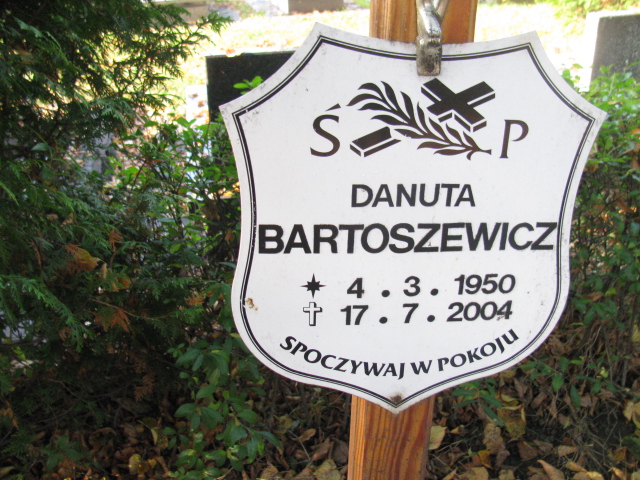 Ś P
DANUTA
BARTOSZEWICZ
4 . 3 . 1950
17 . 7 . 2004
SPOCZYWAJ W POKOJU